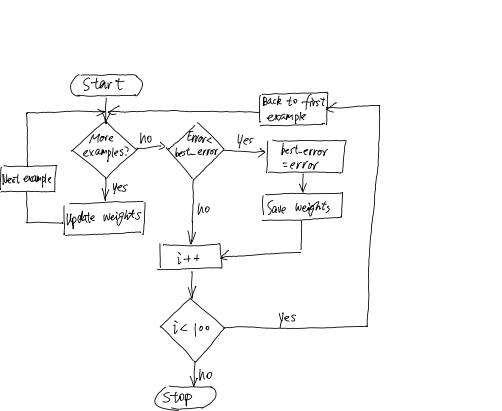 Start
Back to first
example
More
examples?
no
Error<
best_error
yes
best_error
=error
Next example
yes
Update weights
no
Save weights
i++
i<100
yes
no
Stop